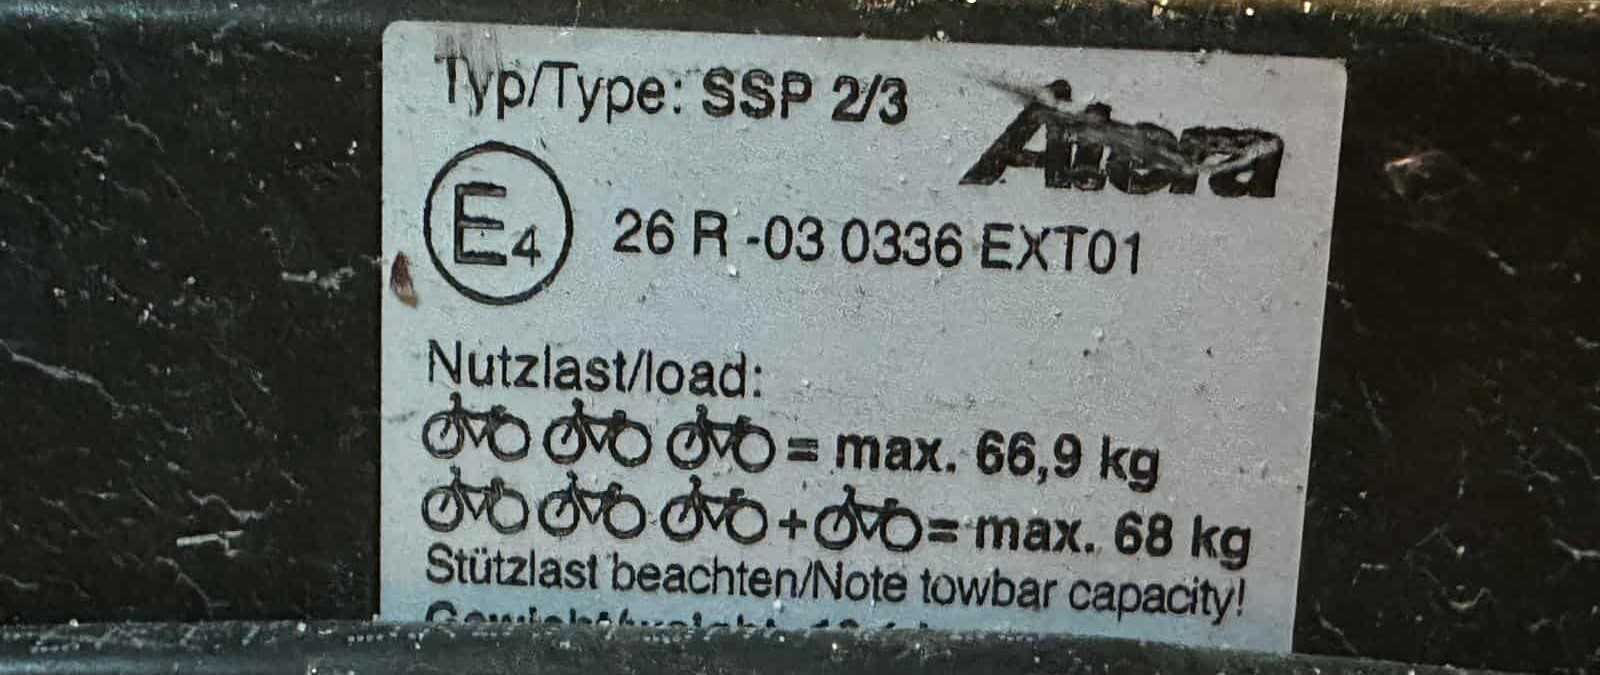 Typ/Type: SSP 2/3
Atera
E4 26 R -03 0336 EXT01
Nutzlast/load:
= max. 66,9 kg
+ = max. 68 kg
Stützlast beachten/Note towbar capacity!